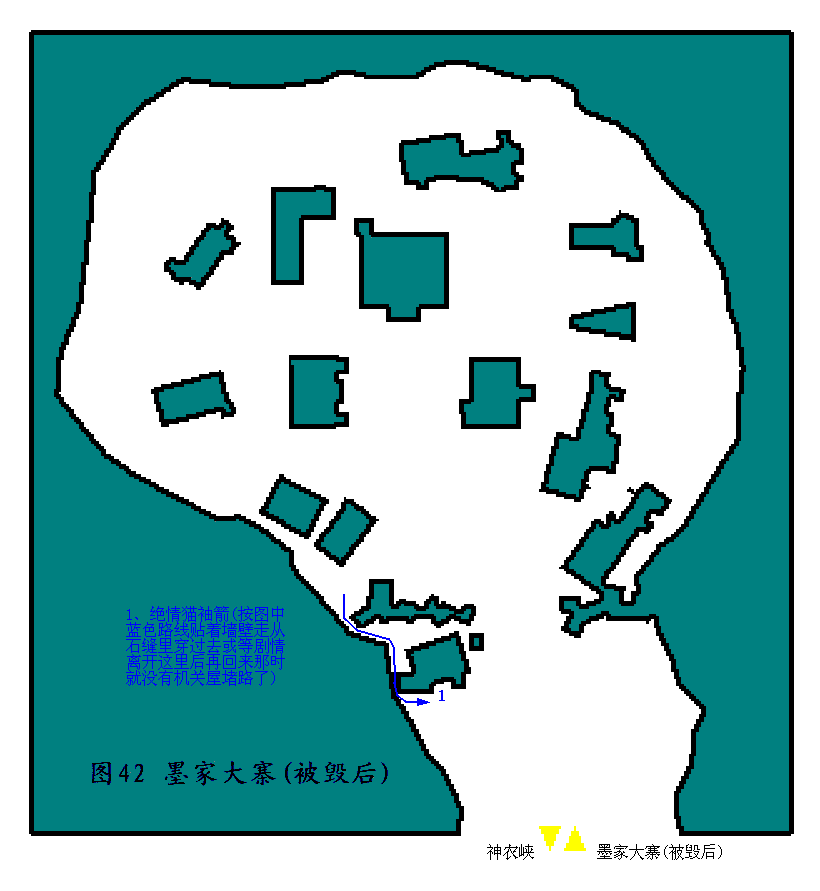 1、绝情猫袖箭(按图中
蓝色路线贴着墙壁走从
石缝里穿过去或等剧情
离开这里后再回来那时
就没有机关屋堵路了)
1
图42 墨家大寨(被毁后)
神农峡 墨家大寨(被毁后)